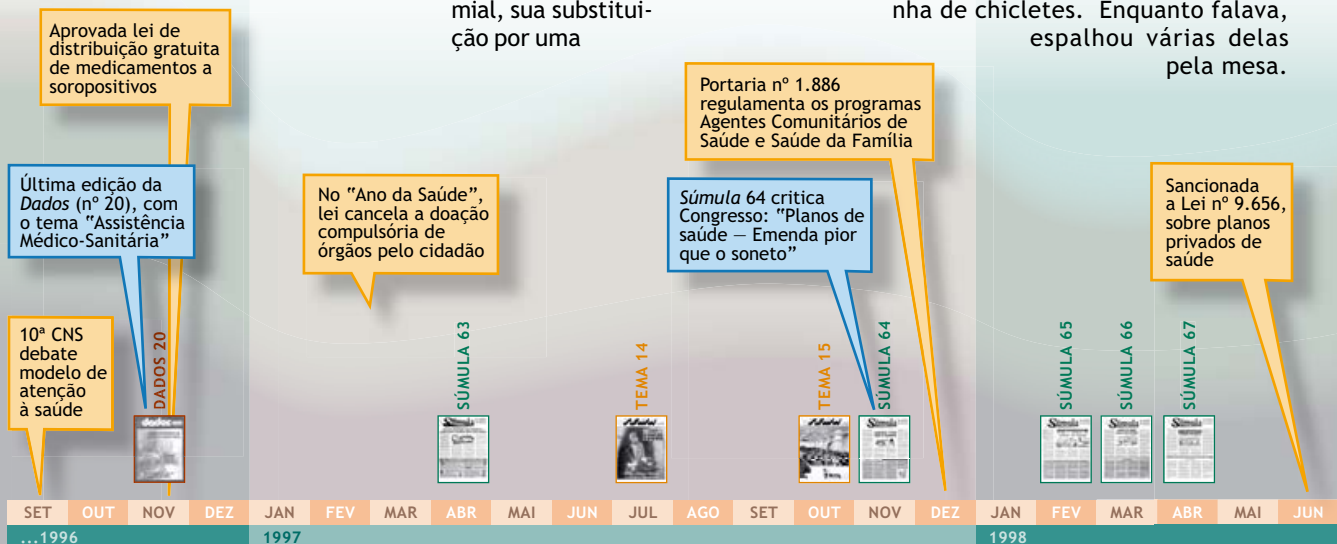 mial, sua substitui-
ção por uma
nha de chicletes. Enquanto falava,
espalhou várias delas
pela mesa.
Aprovada lei de
distribuição gratuita
de medicamentos a
soropositivos
Última edição da
Dados (nº 20), com
o tema "Assistência
Médico-Sanitária"
10ª CNS
debate
modelo de
atenção
à saúde
No "Ano da Saúde",
lei cancela a doação
compulsória de
órgãos pelo cidadão
Portaria nº 1.886
regulamenta os programas
Agentes Comunitários de
Saúde e Saúde da Família
Súmula 64 critica
Congresso: "Planos de
saúde — Emenda pior
que o soneto"
Sancionada
a Lei nº 9.656,
sobre planos
privados de
saúde
DADOS 20
SÚMULA 63
TEMA 14
TEMA 15
SÚMULA 64
SÚMULA 65
SÚMULA 66
SÚMULA 67
dados
Súmula
Súmula
Súmula
Súmula
Súmula
SET OUT NOV DEZ JAN FEV MAR ABR MAI JUN JUL AGO SET OUT NOV DEZ JAN FEV MAR ABR MAI JUN
...1996 1997 1998